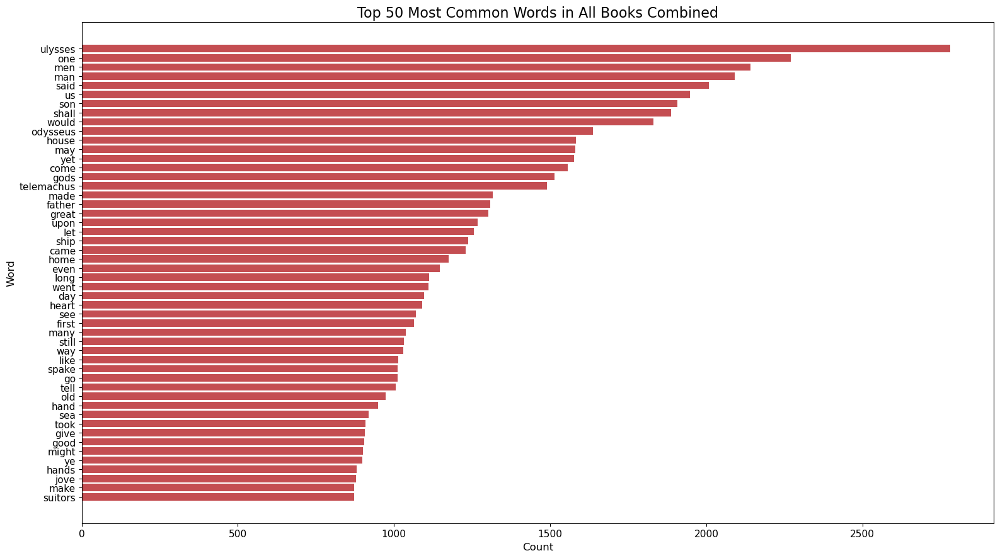 Top 50 Most Common Words in All Books Combined
Word
ulysses
one
men
man
said
us
son
shall
would
odysseus
house
may
yet
come
gods
telemachus
made
father
great
upon
let
ship
came
home
even
long
went
day
heart
see
first
many
still
way
like
spake
go
tell
old
hand
sea
took
give
good
might
ye
hands
jove
make
suitors
0 500 1000 1500 2000 2500
Count